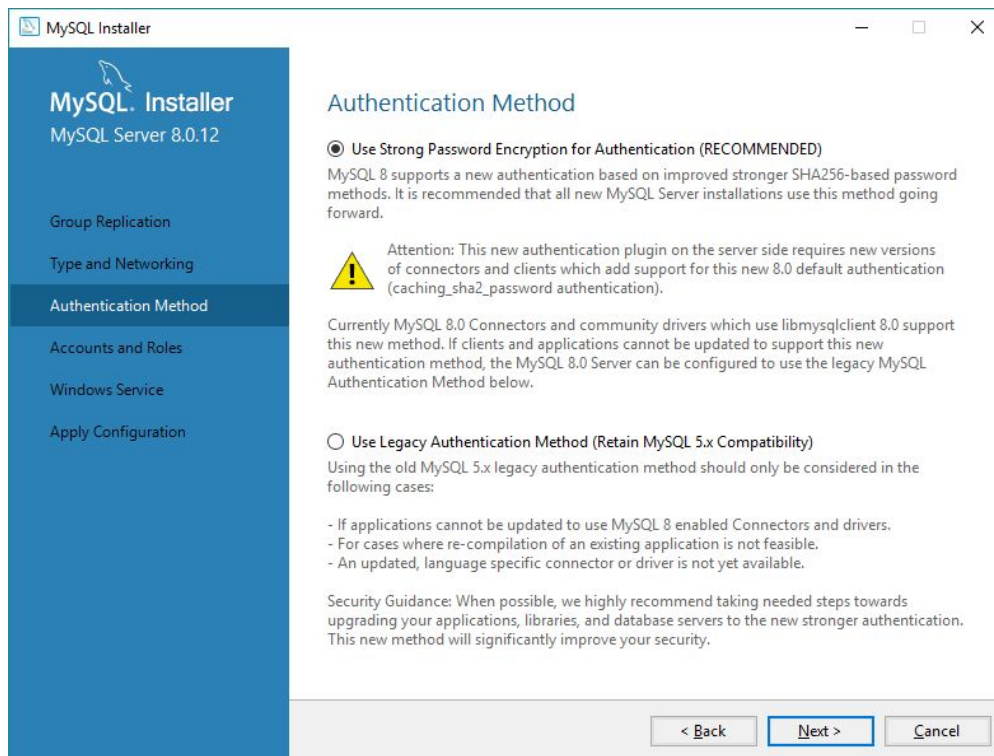 MySQL Installer
MySQL. Installer
MySQL Server 8.0.12
Group Replication
Type and Networking
Authentication Method
Accounts and Roles
Windows Service
Apply Configuration
Authentication Method
Use Strong Password Encryption for Authentication (RECOMMENDED)
MySQL 8 supports a new authentication based on improved stronger SHA256-based password
methods. It is recommended that all new MySQL Server installations use this method going
forward.
Attention: This new authentication plugin on the server side requires new versions
of connectors and clients which add support for this new 8.0 default authentication
(caching_sha2_password authentication).
Currently MySQL 8.0 Connectors and community drivers which use libmysqlclient 8.0 support
this new method. If clients and applications cannot be updated to support this new
authentication method, the MySQL 8.0 Server can be configured to use the legacy MySQL
Authentication Method below.
Use Legacy Authentication Method (Retain MySQL 5.x Compatibility)
Using the old MySQL 5.x legacy authentication method should only be considered in the
following cases:
- If applications cannot be updated to use MySQL 8 enabled Connectors and drivers.
- For cases where re-compilation of an existing application is not feasible.
- An updated, language specific connector or driver is not yet available.
Security Guidance: When possible, we highly recommend taking needed steps towards
upgrading your applications, libraries, and database servers to the new stronger authentication.
This new method will significantly improve your security.
< Back
Next >
Cancel